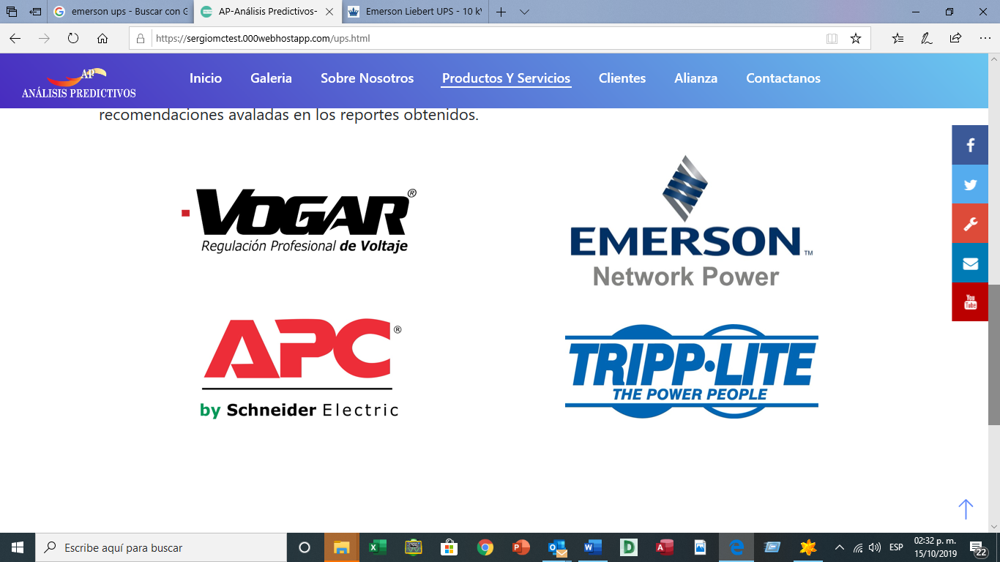 emerson ups - Buscar con G
AP-Análisis Predictivos-
Emerson Liebert UPS - 10 k
https://sergiomctest.000webhostapp.com/ups.html
AP
ANÁLISIS PREDICTIVOS
Inicio
Galeria
Sobre Nosotros
Productos Y Servicios
Clientes
Alianza
Contactanos
recomendaciones avaladas en los reportes obtenidos.
VOGAR®
Regulación Profesional de Voltaje
EMERSON™
Network Power
APC®
by Schneider Electric
TRIPP·LITE
THE POWER PEOPLE
You
Tube
Escribe aquí para buscar
ESP
02:32 p. m.
15/10/2019
22